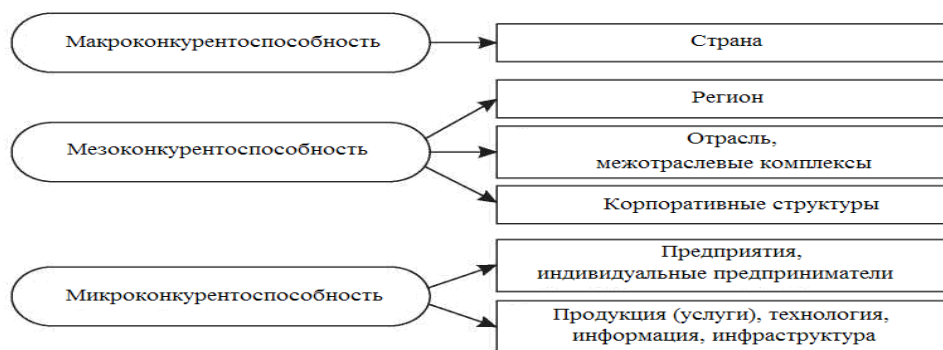 Макроконкурентоспособность
Страна
Мезоконкурентоспособность
Регион
Отрасль,
межотраслевые комплексы
Корпоративные структуры
Микроконкурентоспособность
Предприятия,
индивидуальные предприниматели
Продукция (услуги), технология,
информация, инфраструктура